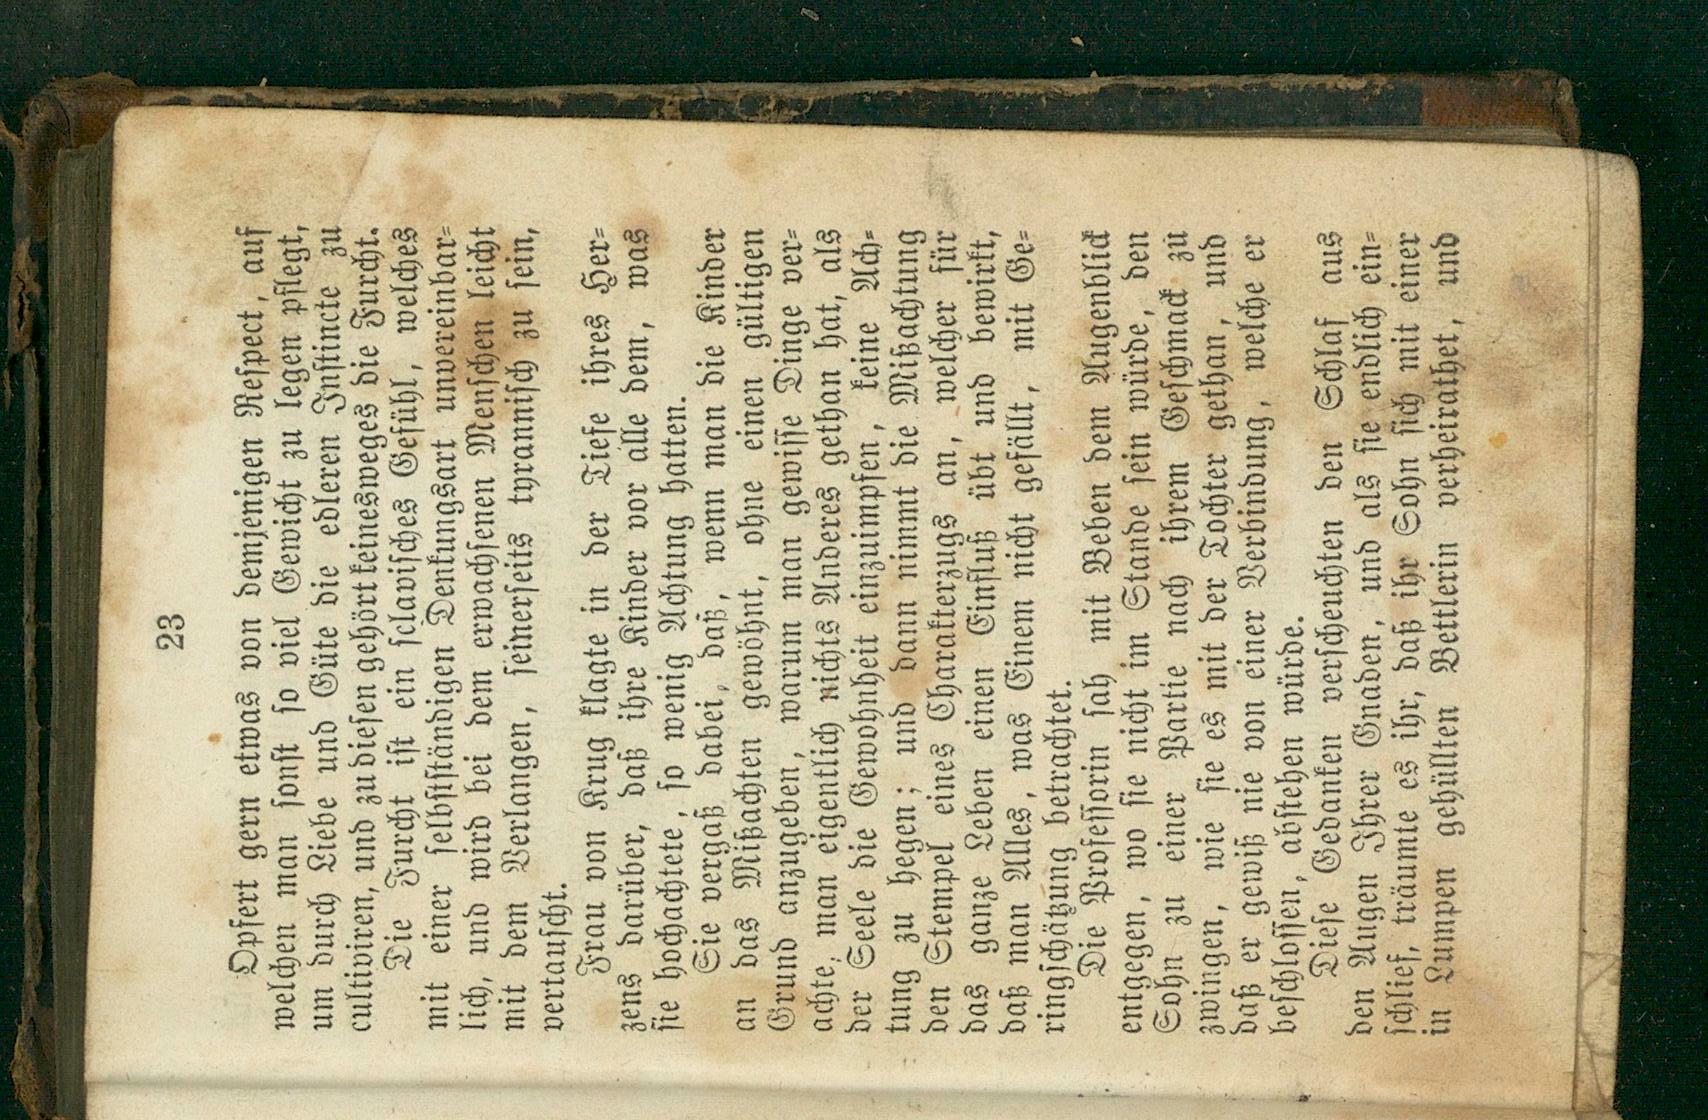 23
Opfert gern etwas von demjenigen Respect, auf
welchen man sonst so viel Gewicht zu legen pflegt,
um durch Liebe und Güte die edleren Instincte zu
cultiviren, und zu diesen gehört keinesweges die Furcht.
Die Furcht ist ein sclavisches Gefühl, welches
mit einer selbstständigen Denkungsart unvereinbar-
lich, und wird bei dem erwachsenen Menschen leicht
mit dem Verlangen, seinerseits tyrannisch zu sein,
vertauscht.
Frau von Krug klagte in der Tiefe ihres Her-
zens darüber, daß ihre Kinder vor alle dem, was
sie hochachtete, so wenig Achtung hatten.
Sie vergaß dabei, daß, wenn man die Kinder
an das Mißachten gewöhnt, ohne einen gültigen
Grund anzugeben, warum man gewisse Dinge ver-
achte, man eigentlich nichts Anderes gethan hat, als
der Seele die Gewohnheit einzuimpfen, keine Ach-
tung zu hegen; und dann nimmt die Mißachtung
den Stempel eines Charakterzugs an, welcher für
das ganze Leben einen Einfluß übt und bewirkt,
daß man Alles, was Einem nicht gefällt, mit Ge-
ringschätzung betrachtet.
Die Professorin sah mit Beben dem Augenblick
entgegen, wo sie nicht im Stande sein würde, den
Sohn zu einer Partie nach ihrem Geschmack zu
zwingen, wie sie es mit der Tochter gethan, und
daß er gewiß nie von einer Verbindung, welche er
beschlossen, abstehen würde.
Diese Gedanken verscheuchten den Schlaf aus
den Augen Ihrer Gnaden, und als sie endlich ein-
schlief, träumte es ihr, daß ihr Sohn sich mit einer
in Lumpen gehüllten Bettlerin verheirathet, und